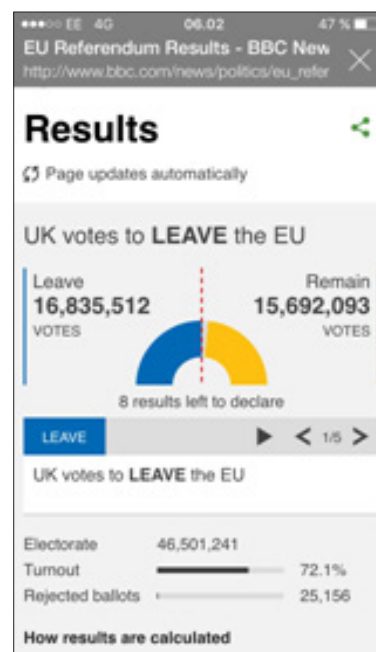 EE 4G 06.02 47 %
EU Referendum Results - BBC New
http://www.bbc.com/news/politics/eu_refer
Results
Page updates automatically
UK votes to LEAVE the EU
Leave
16,835,512
VOTES
Remain
15,692,093
VOTES
8 results left to declare
LEAVE 1/5
UK votes to LEAVE the EU
Electorate 46,501,241
Turnout 72.1%
Rejected ballots 25,156
How results are calculated